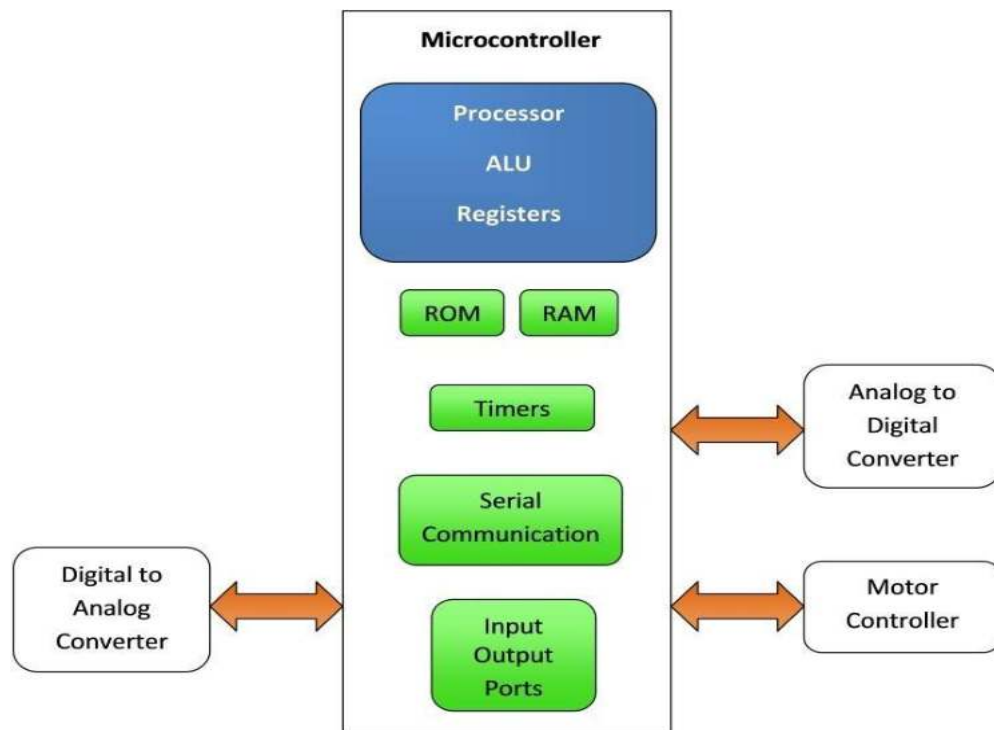 Microcontroller
Processor
ALU
Registers
ROM
RAM
Timers
Serial
Communication
Input
Output
Ports
Analog to
Digital
Converter
Motor
Controller
Digital to
Analog
Converter